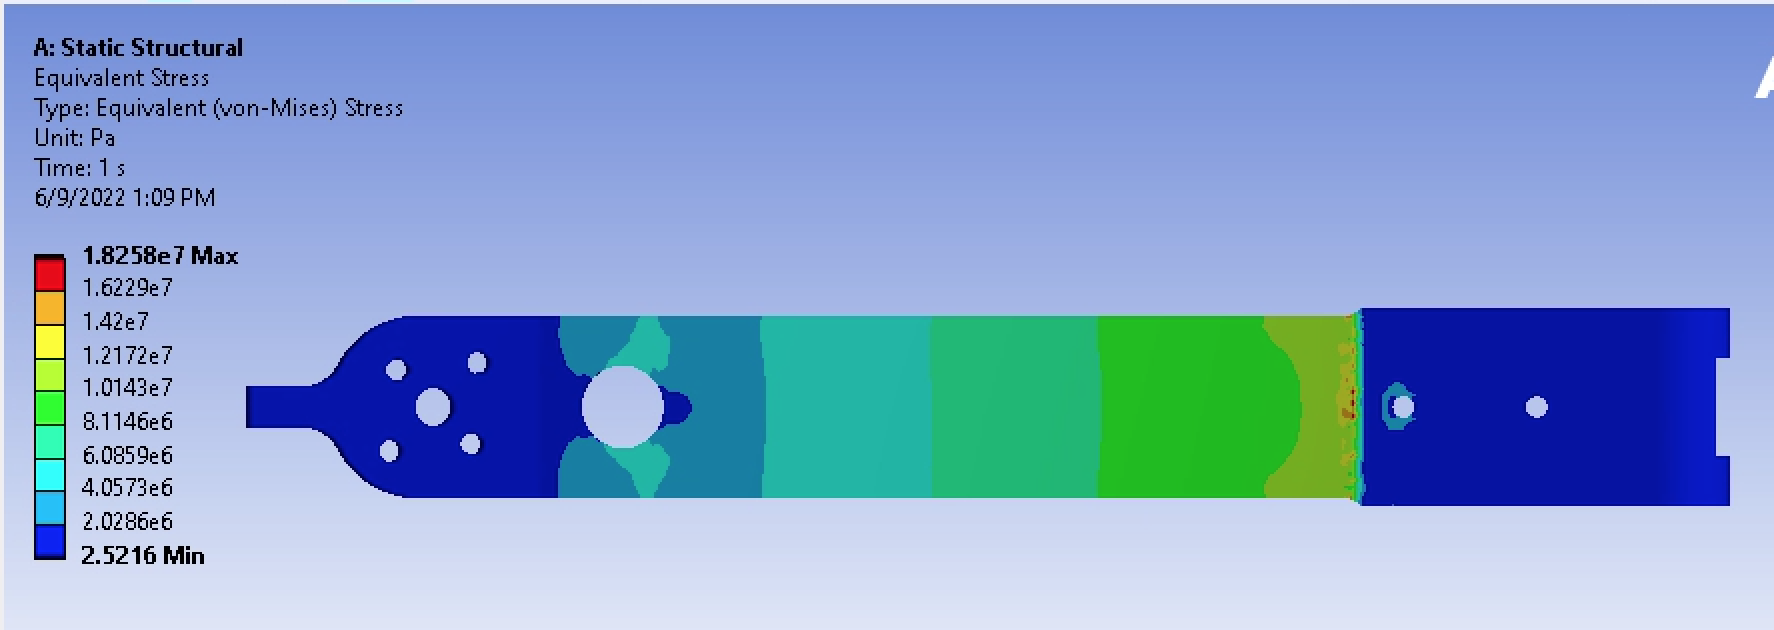 A: Static Structural
Equivalent Stress
Type: Equivalent (von-Mises) Stress
Unit: Pa
Time: 1 s
6/9/2022 1:09 PM
1.8258e7 Max
1.6229e7
1.42e7
1.2172e7
1.0143e7
8.1146e6
6.0859e6
4.0573e6
2.0286e6
2.5216 Min